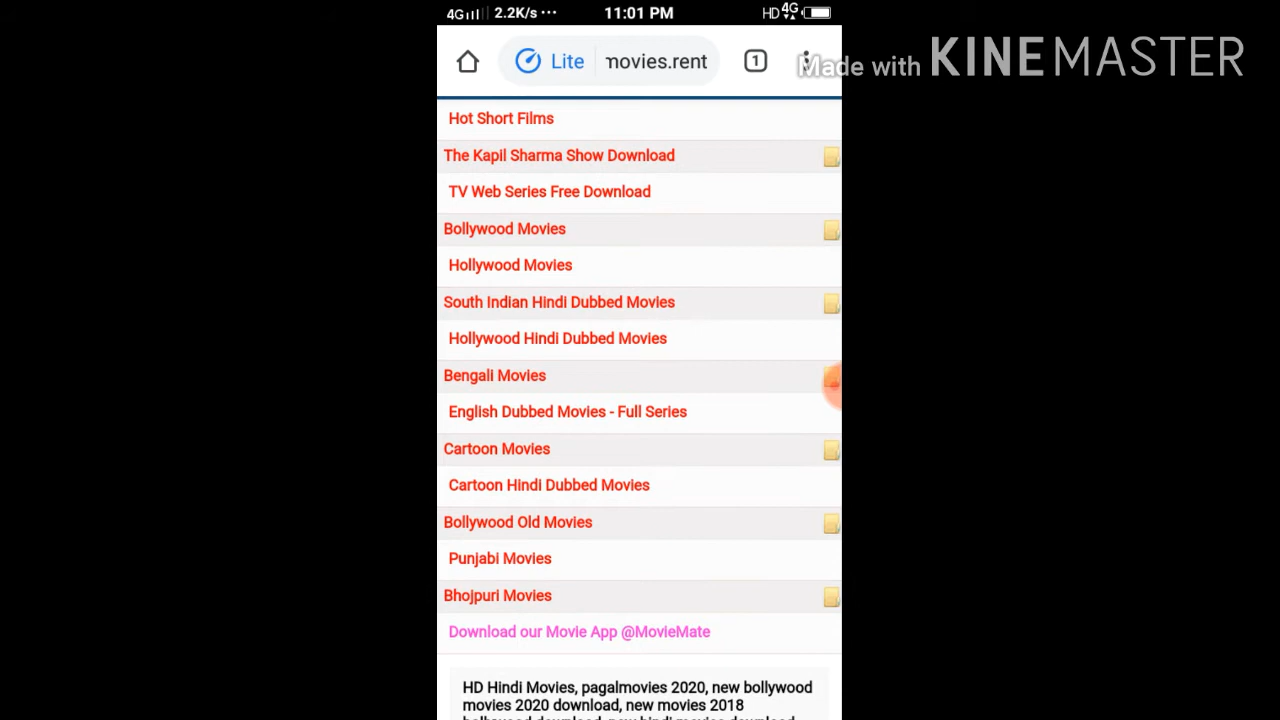 4G 2.2K/s ··· 11:01 PM HD 4G
Lite movies.rent 1
Made with KINEMASTER
Hot Short Films
The Kapil Sharma Show Download
TV Web Series Free Download
Bollywood Movies
Hollywood Movies
South Indian Hindi Dubbed Movies
Hollywood Hindi Dubbed Movies
Bengali Movies
English Dubbed Movies - Full Series
Cartoon Movies
Cartoon Hindi Dubbed Movies
Bollywood Old Movies
Punjabi Movies
Bhojpuri Movies
Download our Movie App @MovieMate
HD Hindi Movies, pagalmovies 2020, new bollywood
movies 2020 download, new movies 2018